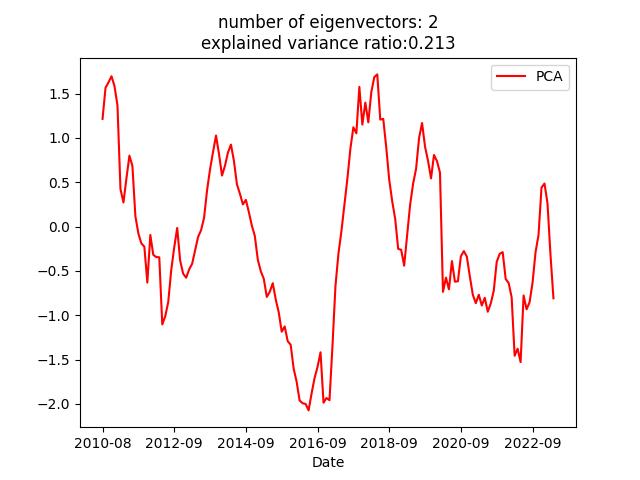 number of eigenvectors: 2
explained variance ratio:0.213
PCA
1.5
1.0
0.5
0.0
−0.5
−1.0
−1.5
−2.0
2010-08 2012-09 2014-09 2016-09 2018-09 2020-09 2022-09
Date